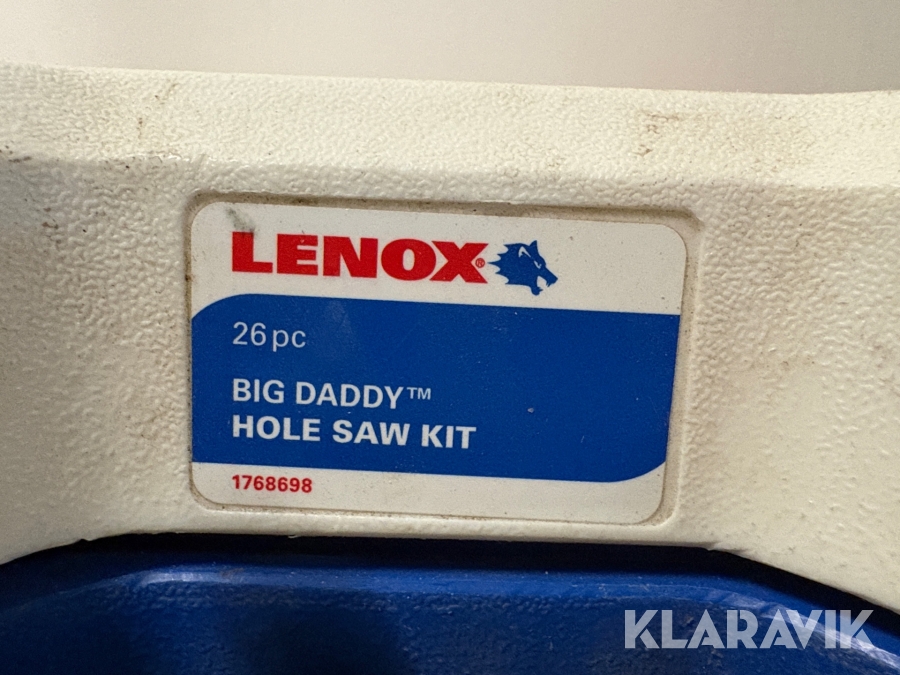 LENOX®
26pc
BIG DADDY™
HOLE SAW KIT
1768698
KLARAVIK